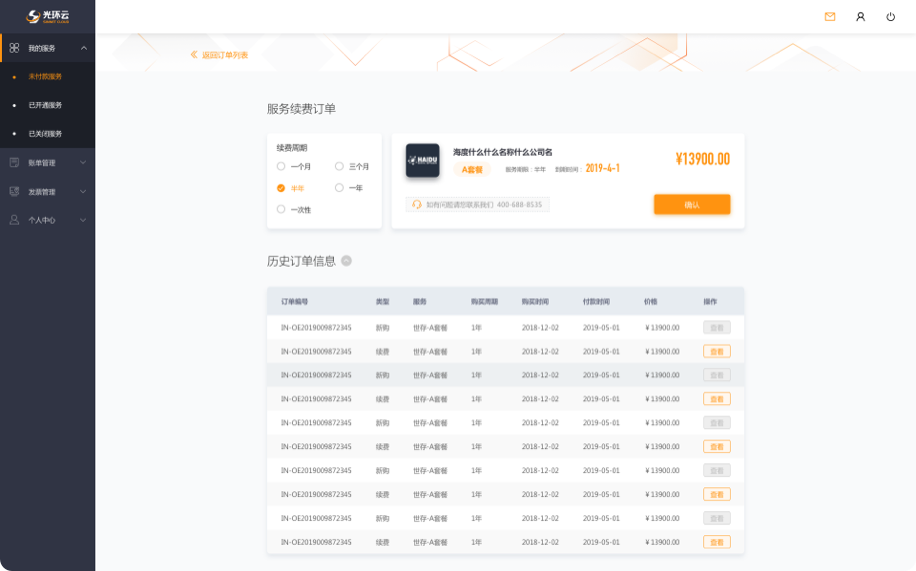 光环云
我的服务
未付款服务
已开通服务
已关闭服务
账单管理
发票管理
个人中心
返回订单列表
服务续费订单
续费周期
一个月 三个月
半年 一年
一次性
HAIDU
海度什么什么名称什么公司名
A套餐 服务期限：半年 到期时间： 2019-4-1
¥13900.00
如有问题请您联系我们 400-688-8535
确认
历史订单信息
订单编号 类型 服务 购买周期 购买时间 付款时间 价格 操作
IN-OE2019009872345 新购 世存-A套餐 1年 2018-12-02 2019-05-01 ¥ 13900.00 查看
IN-OE2019009872345 续费 世存-A套餐 1年 2018-12-02 2019-05-01 ¥ 13900.00 查看
IN-OE2019009872345 新购 世存-A套餐 1年 2018-12-02 2019-05-01 ¥ 13900.00 查看
IN-OE2019009872345 续费 世存-A套餐 1年 2018-12-02 2019-05-01 ¥ 13900.00 查看
IN-OE2019009872345 新购 世存-A套餐 1年 2018-12-02 2019-05-01 ¥ 13900.00 查看
IN-OE2019009872345 续费 世存-A套餐 1年 2018-12-02 2019-05-01 ¥ 13900.00 查看
IN-OE2019009872345 新购 世存-A套餐 1年 2018-12-02 2019-05-01 ¥ 13900.00 查看
IN-OE2019009872345 续费 世存-A套餐 1年 2018-12-02 2019-05-01 ¥ 13900.00 查看
IN-OE2019009872345 新购 世存-A套餐 1年 2018-12-02 2019-05-01 ¥ 13900.00 查看
IN-OE2019009872345 续费 世存-A套餐 1年 2018-12-02 2019-05-01 ¥ 13900.00 查看